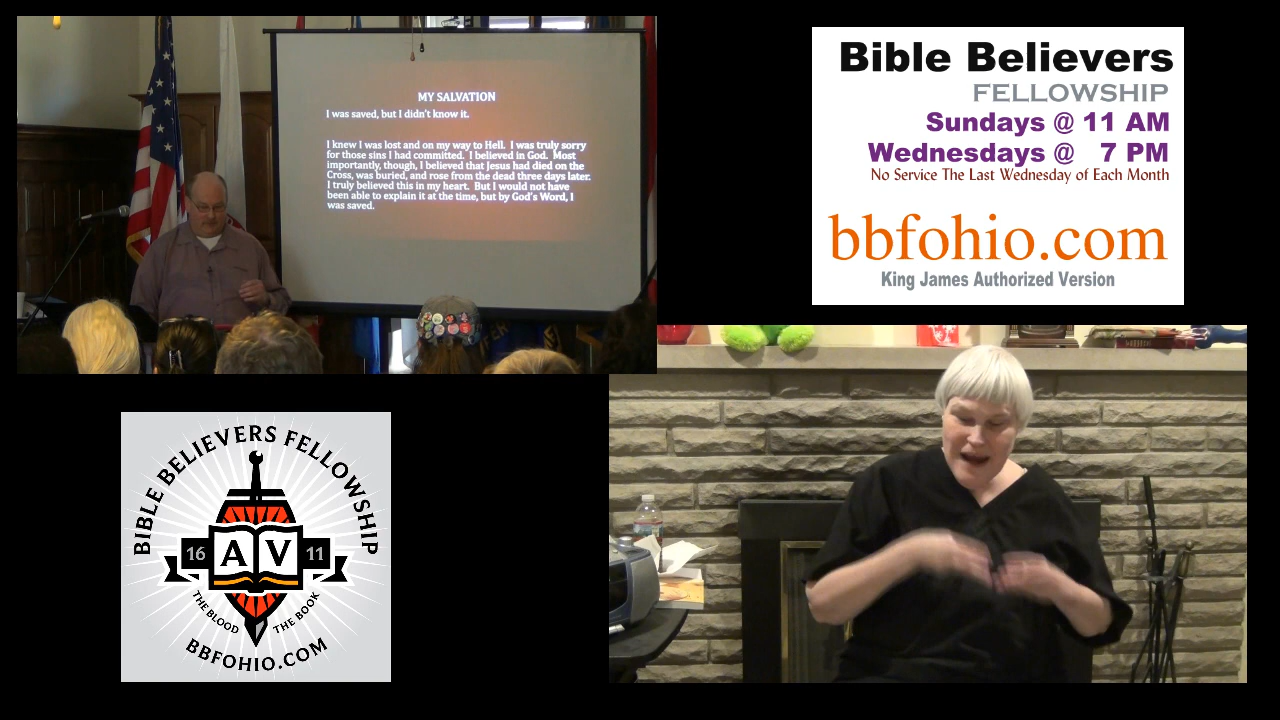 MY SALVATION
I was saved, but I didn't know it.
I knew I was lost and on my way to Hell. I was truly sorry
for those sins I had committed. I believed in God. Most
importantly, though, I believed that Jesus had died on the
Cross, was buried, and rose from the dead three days later.
I truly believed this in my heart. But I would not have
been able to explain it at the time, but by God's Word, I
was saved.
Bible Believers
FELLOWSHIP
Sundays @ 11 AM
Wednesdays @ 7 PM
No Service The Last Wednesday of Each Month
bbfohio.com
King James Authorized Version
BIBLE BELIEVERS FELLOWSHIP
16 AV 11
THE BLOOD THE BOOK
BBFOHIO.COM